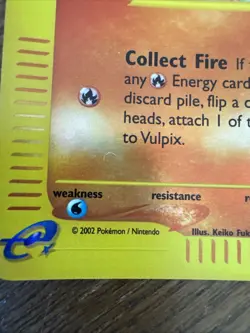 Collect Fire If
any Energy card
discard pile, flip a c
heads, attach 1 of t
to Vulpix.
weakness resistance r
© 2002 Pokémon / Nintendo Illus. Keiko Fuk